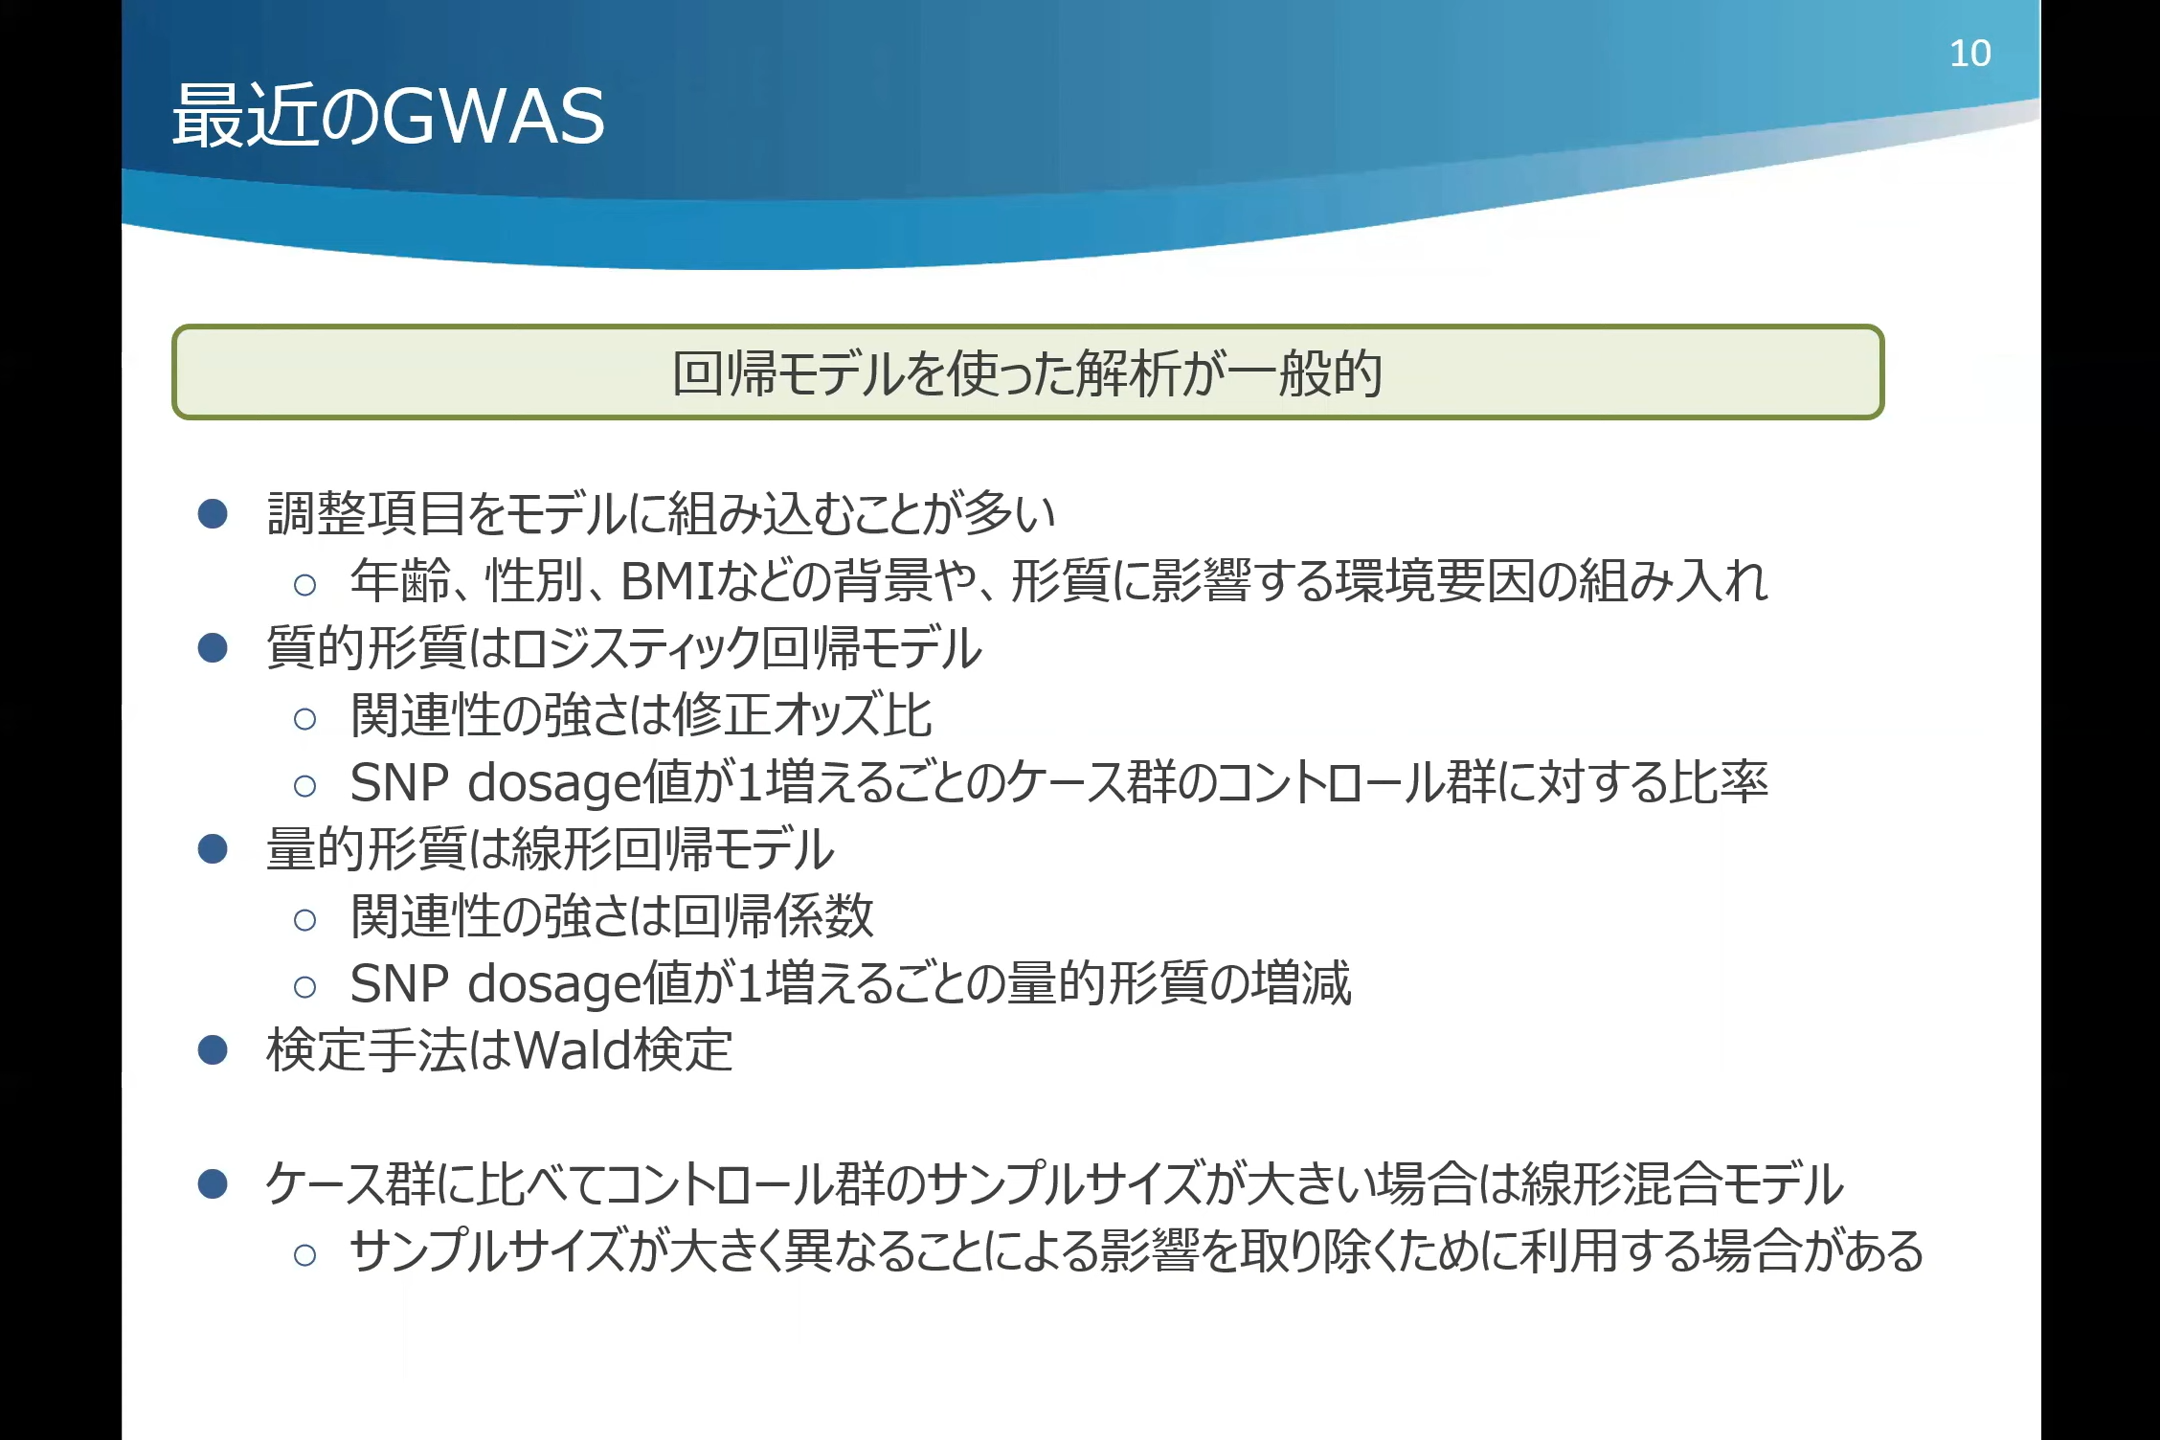 10
最近のGWAS
回帰モデルを使った解析が一般的
● 調整項目をモデルに組み込むことが多い
○ 年齢、性別、BMIなどの背景や、形質に影響する環境要因の組み入れ
● 質的形質はロジスティック回帰モデル
○ 関連性の強さは修正オッズ比
○ SNP dosage値が1増えるごとのケース群のコントロール群に対する比率
● 量的形質は線形回帰モデル
○ 関連性の強さは回帰係数
○ SNP dosage値が1増えるごとの量的形質の増減
● 検定手法はWald検定
● ケース群に比べてコントロール群のサンプルサイズが大きい場合は線形混合モデル
○ サンプルサイズが大きく異なることによる影響を取り除くために利用する場合がある